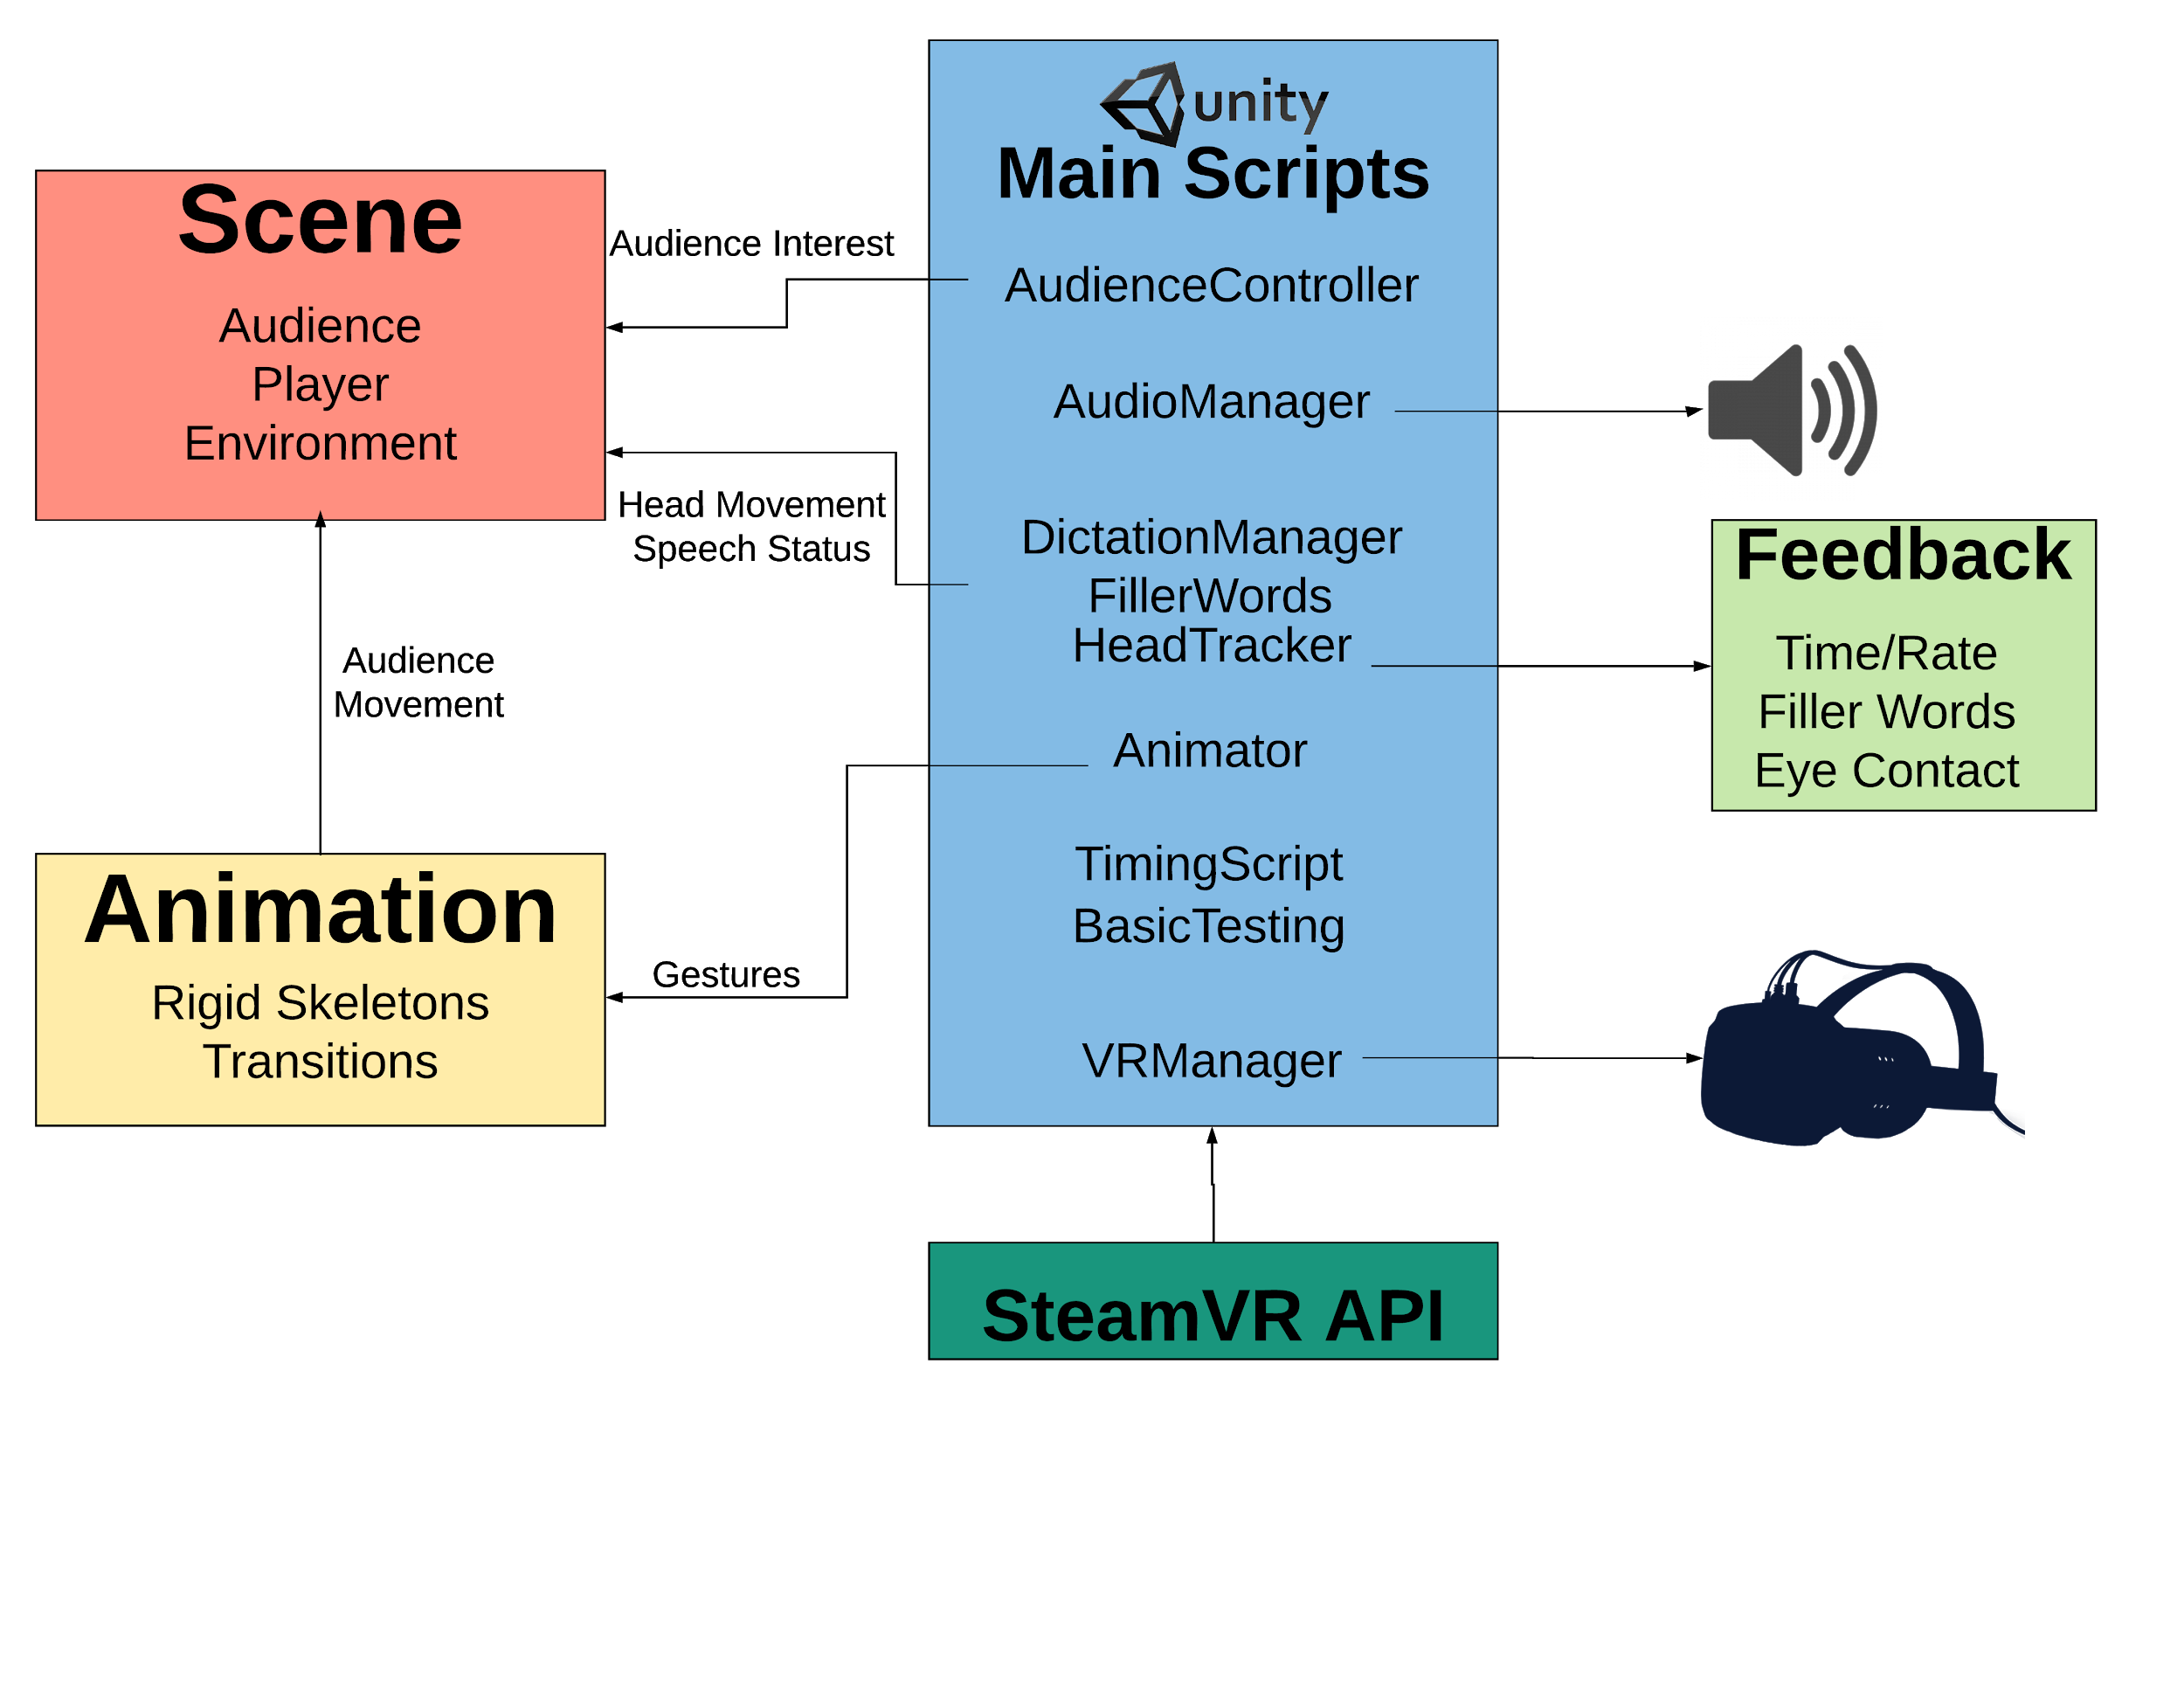 unity
Main Scripts
AudienceController
AudioManager
DictationManager
FillerWords
HeadTracker
Animator
TimingScript
BasicTesting
VRManager
Scene
Audience
Player
Environment
Audience Interest
Head Movement
Speech Status
Audience
Movement
Animation
Rigid Skeletons
Transitions
Gestures
Feedback
Time/Rate
Filler Words
Eye Contact
SteamVR API